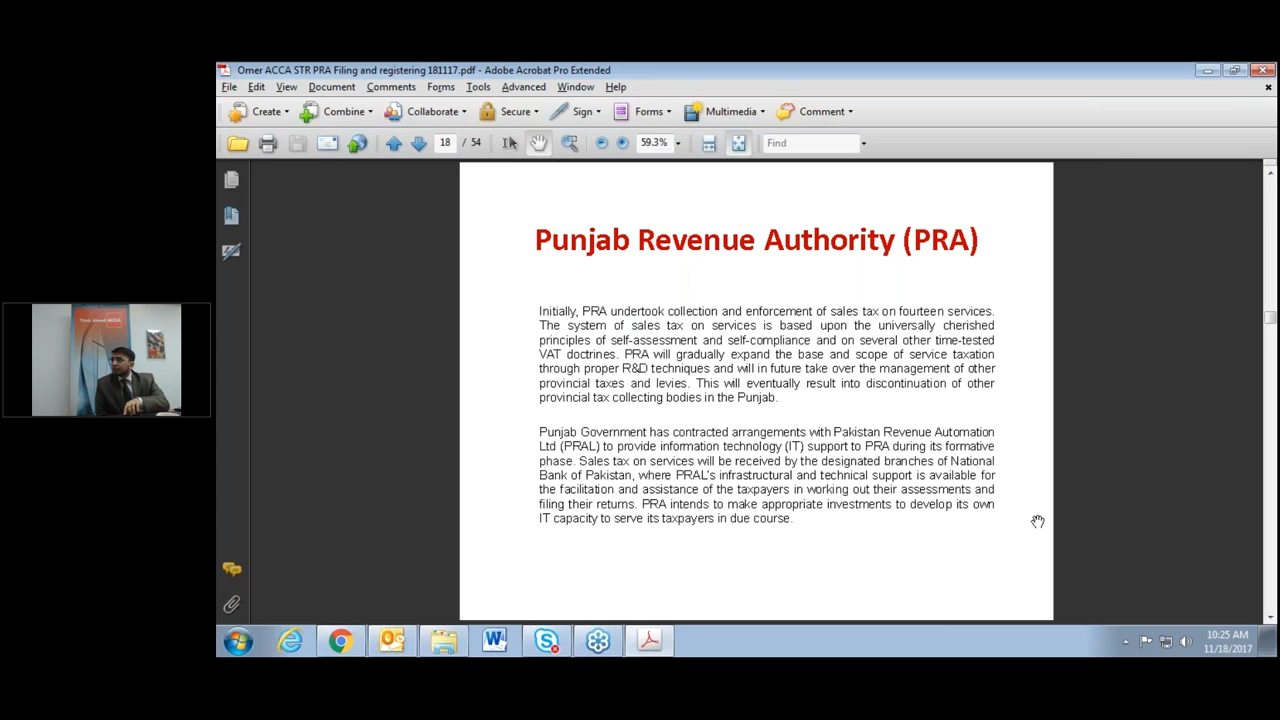 Omer ACCA STR PRA Filing and registering 181117.pdf - Adobe Acrobat Pro Extended
File Edit View Document Comments Forms Tools Advanced Window Help
Create Combine Collaborate Secure Sign Forms Multimedia Comment
18 / 54 59.3% Find
Punjab Revenue Authority (PRA)
Initially, PRA undertook collection and enforcement of sales tax on fourteen services.
The system of sales tax on services is based upon the universally cherished
principles of self-assessment and self-compliance and on several other time-tested
VAT doctrines. PRA will gradually expand the base and scope of service taxation
through proper R&D techniques and will in future take over the management of other
provincial taxes and levies. This will eventually result into discontinuation of other
provincial tax collecting bodies in the Punjab.
Punjab Government has contracted arrangements with Pakistan Revenue Automation
Ltd (PRAL) to provide information technology (IT) support to PRA during its formative
phase. Sales tax on services will be received by the designated branches of National
Bank of Pakistan, where PRAL's infrastructural and technical support is available for
the facilitation and assistance of the taxpayers in working out their assessments and
filing their returns. PRA intends to make appropriate investments to develop its own
IT capacity to serve its taxpayers in due course.
Think Ahead ACCA
10:25 AM
11/18/2017